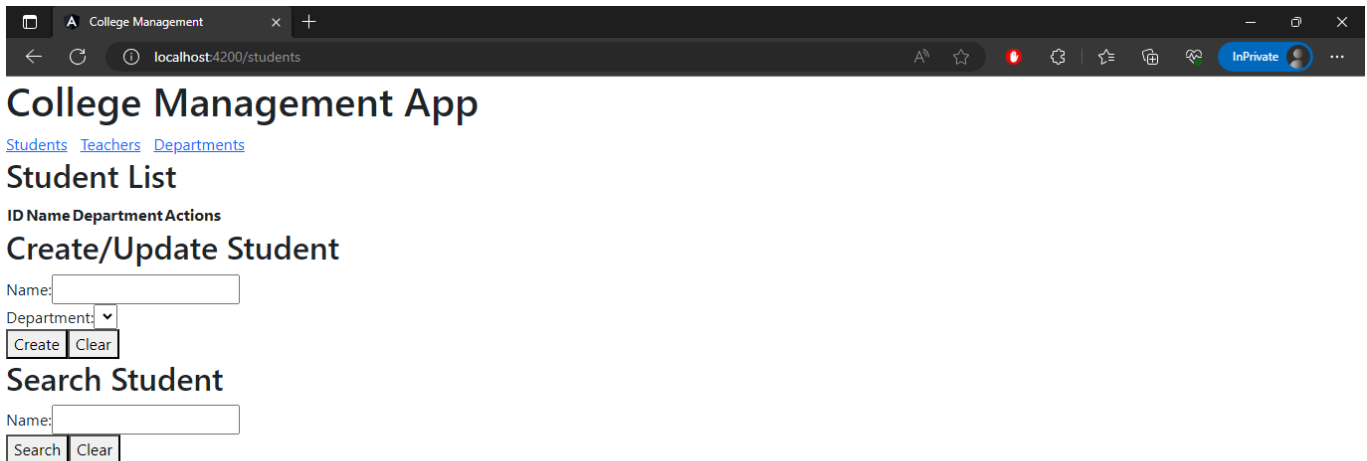 College Management
localhost:4200/students
InPrivate
College Management App
Students Teachers Departments
Student List
ID Name Department Actions
Create/Update Student
Name:
Department:
Create Clear
Search Student
Name:
Search Clear